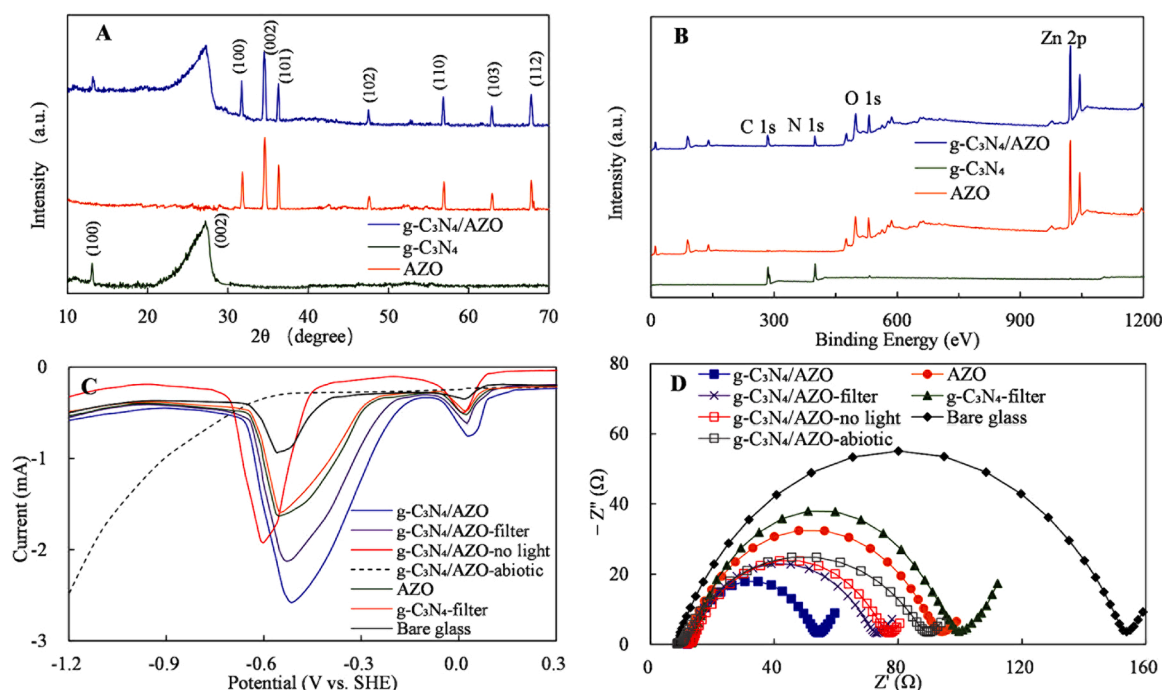 A
(100)
(002)
(101)
(102)
(110)
(103)
(112)
(100)
(002)
g-C₃N₄/AZO
g-C₃N₄
AZO
Intensity (a.u.)
10 20 30 40 50 60 70
2θ (degree)
B
Zn 2p
O 1s
C 1s
N 1s
g-C₃N₄/AZO
g-C₃N₄
AZO
Intensity (a.u.)
0 300 600 900 1200
Binding Energy (eV)
C
0
-1
-2
-3
Current (mA)
g-C₃N₄/AZO
g-C₃N₄/AZO-filter
g-C₃N₄/AZO-no light
g-C₃N₄/AZO-abiotic
AZO
g-C₃N₄-filter
Bare glass
-1.2 -0.9 -0.6 -0.3 0.0 0.3
Potential (V vs. SHE)
D
80
60
40
20
0
−Z'' (Ω)
g-C₃N₄/AZO
AZO
g-C₃N₄/AZO-filter
g-C₃N₄-filter
g-C₃N₄/AZO-no light
Bare glass
g-C₃N₄/AZO-abiotic
0 40 80 120 160
Z' (Ω)